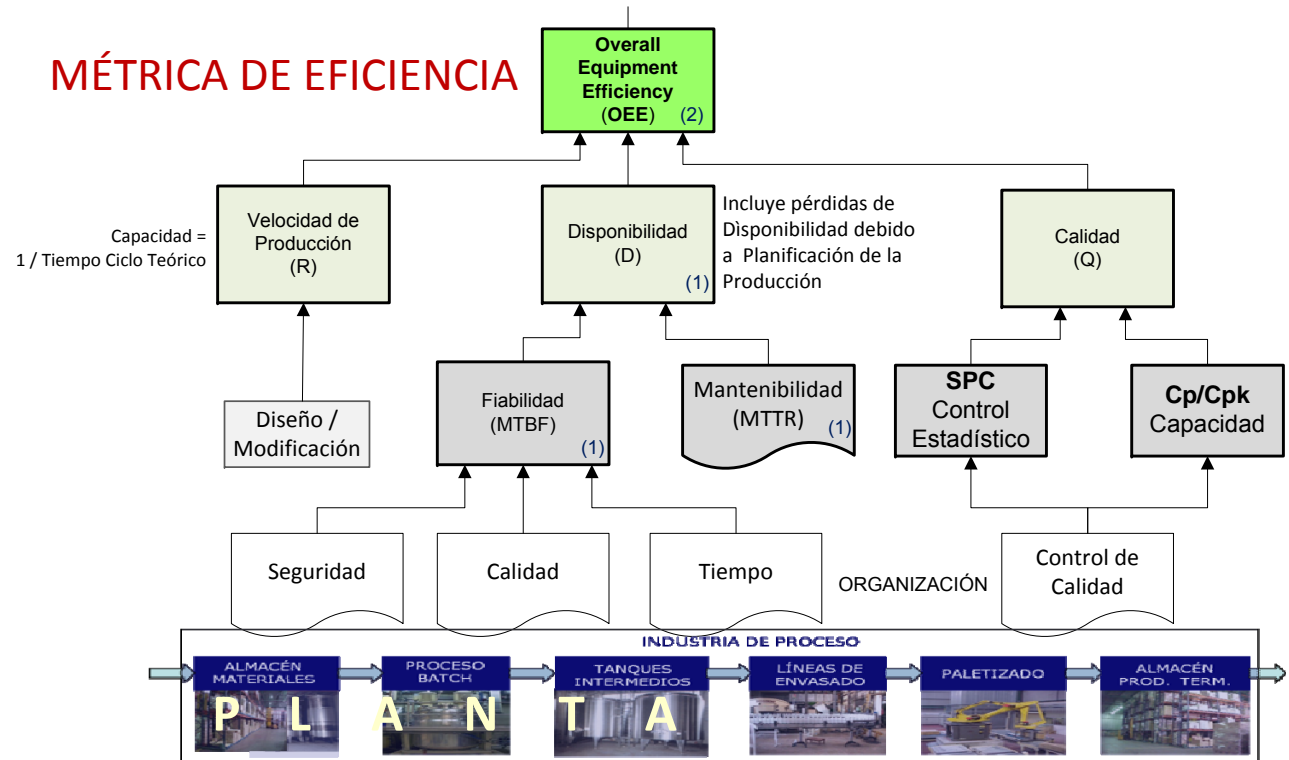 MÉTRICA DE EFICIENCIA
Overall
Equipment
Efficiency
(OEE) (2)
Capacidad =
1 / Tiempo Ciclo Teórico
Velocidad de
Producción
(R)
Disponibilidad
(D)
(1)
Incluye pérdidas de
Dìsponibilidad debido
a Planificación de la
Producción
Calidad
(Q)
Diseño /
Modificación
Fiabilidad
(MTBF)
(1)
Mantenibilidad
(MTTR) (1)
SPC
Control
Estadístico
Cp/Cpk
Capacidad
Seguridad
Calidad
Tiempo
ORGANIZACIÓN
Control de
Calidad
INDUSTRIA DE PROCESO
ALMACÉN
MATERIALES
PROCESO
BATCH
TANQUES
INTERMEDIOS
LÍNEAS DE
ENVASADO
PALETIZADO
ALMACÉN
PROD. TERM.
P L A N T A